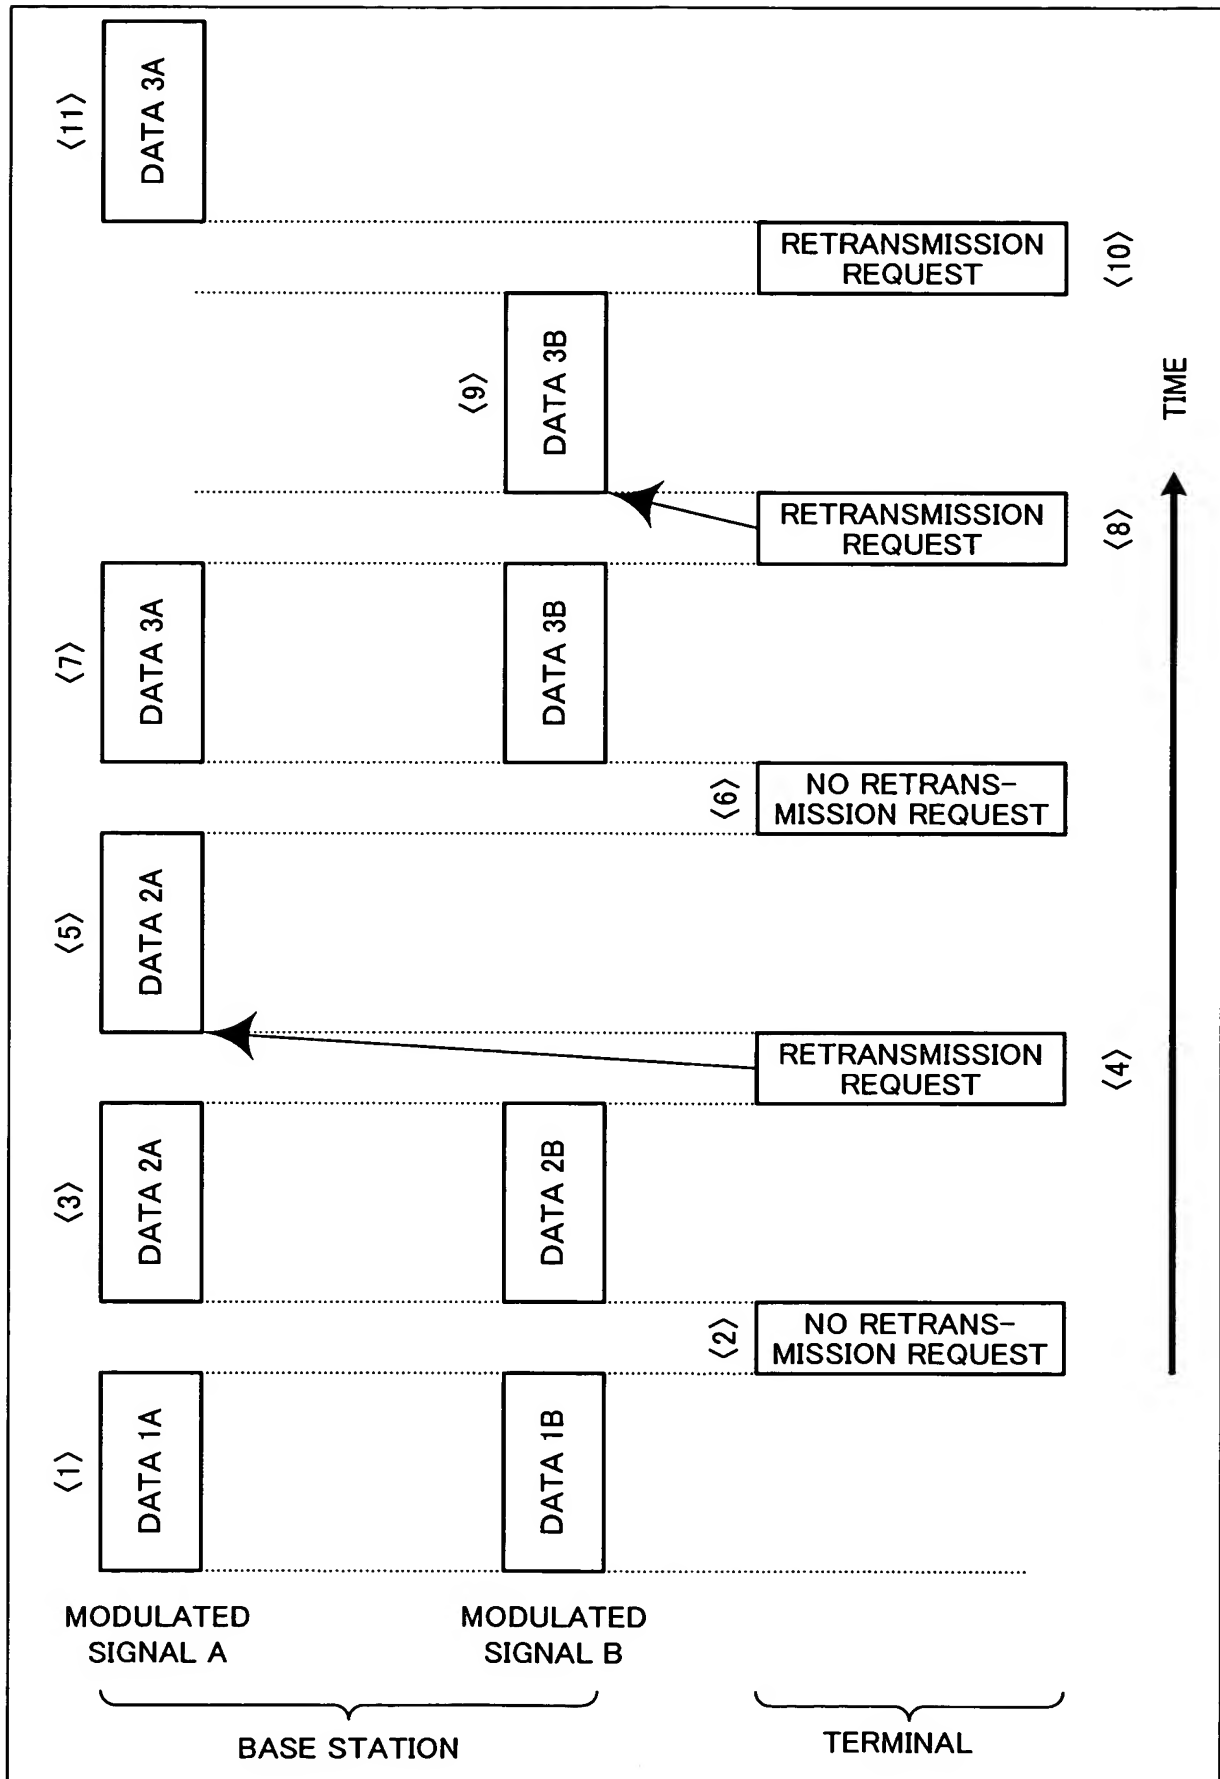 〈11〉
DATA 3A
RETRANSMISSION
REQUEST
〈10〉
〈9〉
DATA 3B
TIME
RETRANSMISSION
REQUEST
〈8〉
〈7〉
DATA 3A
DATA 3B
〈6〉
NO RETRANS-
MISSION REQUEST
〈5〉
DATA 2A
RETRANSMISSION
REQUEST
〈4〉
〈3〉
DATA 2A
DATA 2B
〈2〉
NO RETRANS-
MISSION REQUEST
〈1〉
DATA 1A
DATA 1B
MODULATED
SIGNAL A
MODULATED
SIGNAL B
BASE STATION
TERMINAL